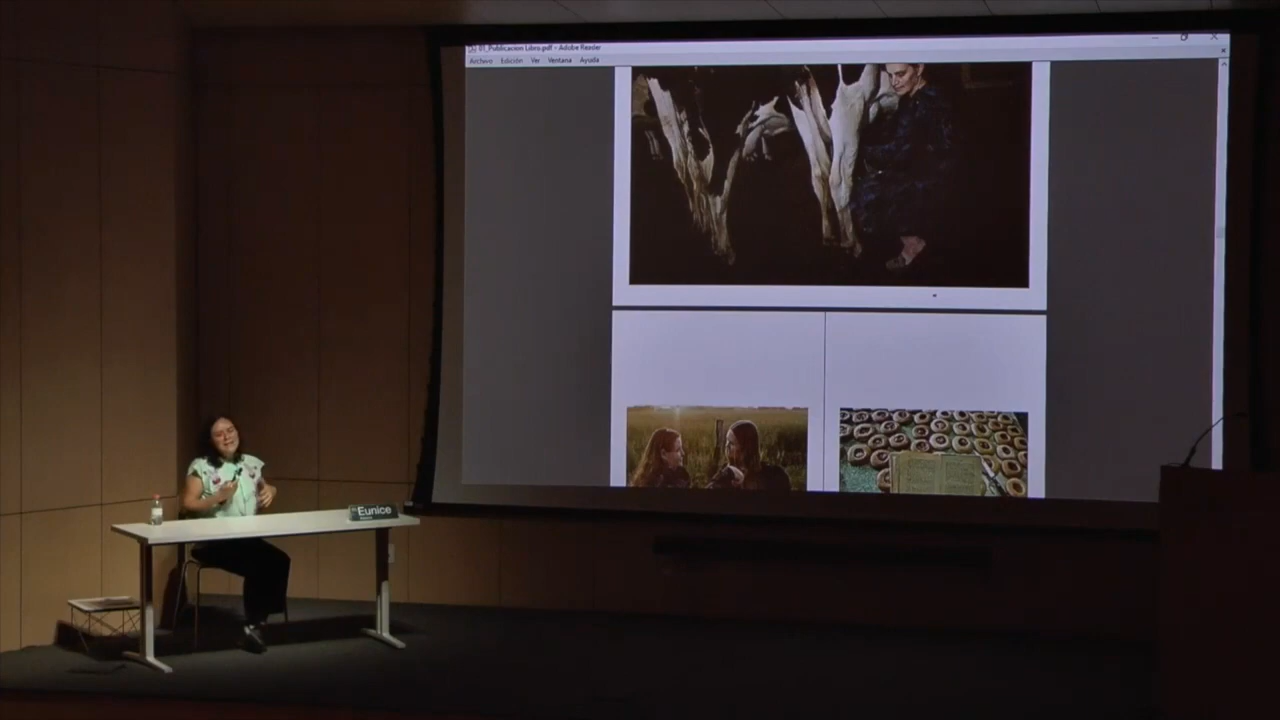 01_Publicacion Libro.pdf - Adobe Reader
Archivo Edición Ver Ventana Ayuda
Eunice